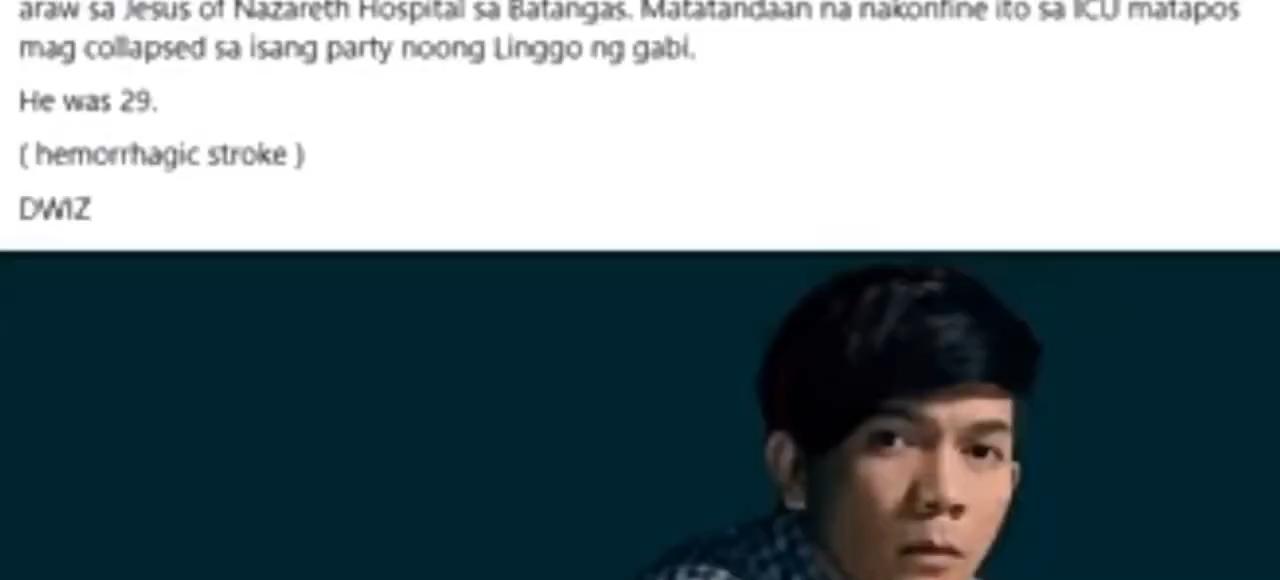 araw sa Jesus of Nazareth Hospital sa Batangas. Matatandaan na nakonfine ito sa ICU matapos
mag collapsed sa isang party noong Linggo ng gabi.
He was 29.
( hemorrhagic stroke )
DWIZ